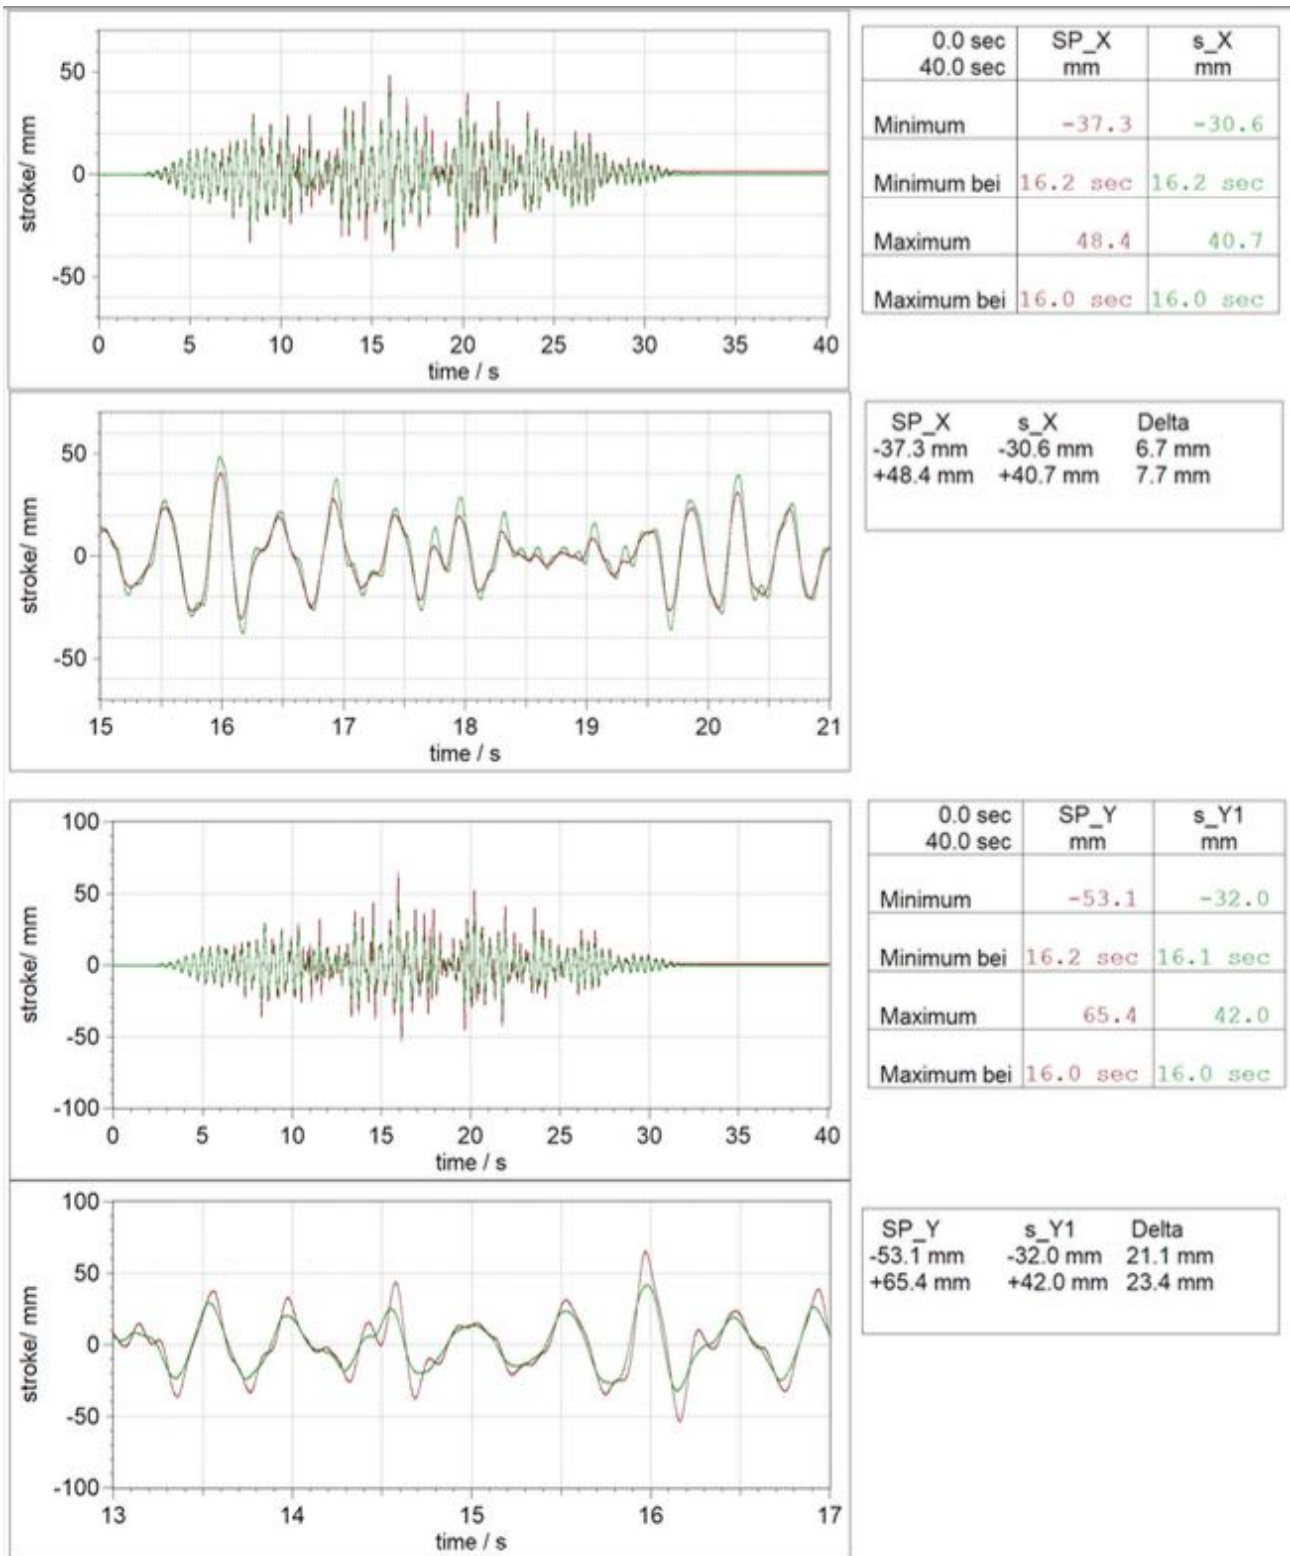 50
0
-50
stroke/ mm
0 5 10 15 20 25 30 35 40
time / s
0.0 sec SP_X s_X
40.0 sec mm mm
Minimum -37.3 -30.6
Minimum bei 16.2 sec 16.2 sec
Maximum 48.4 40.7
Maximum bei 16.0 sec 16.0 sec
50
0
-50
stroke/ mm
15 16 17 18 19 20 21
time / s
SP_X s_X Delta
-37.3 mm -30.6 mm 6.7 mm
+48.4 mm +40.7 mm 7.7 mm
100
50
0
-50
-100
stroke/ mm
0 5 10 15 20 25 30 35 40
time / s
0.0 sec SP_Y s_Y1
40.0 sec mm mm
Minimum -53.1 -32.0
Minimum bei 16.2 sec 16.1 sec
Maximum 65.4 42.0
Maximum bei 16.0 sec 16.0 sec
100
50
0
-50
-100
stroke/ mm
13 14 15 16 17
time / s
SP_Y s_Y1 Delta
-53.1 mm -32.0 mm 21.1 mm
+65.4 mm +42.0 mm 23.4 mm